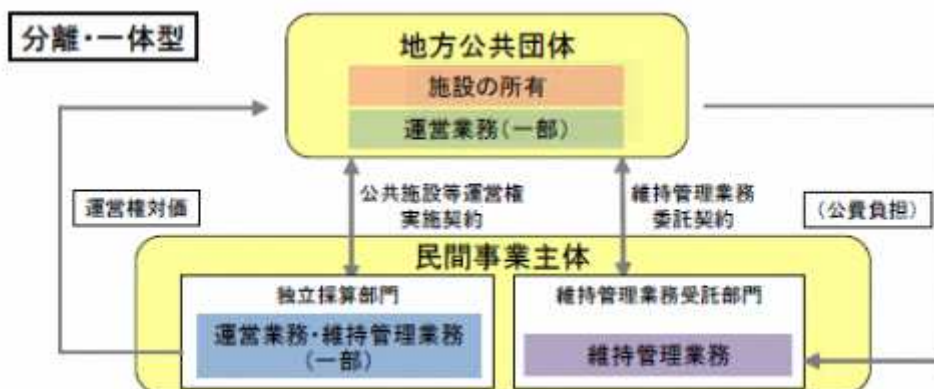 分離・一体型
地方公共団体
施設の所有
運営業務(一部)
運営権対価
公共施設等運営権
実施契約
維持管理業務
委託契約
(公費負担)
民間事業主体
独立採算部門
運営業務・維持管理業務
(一部)
維持管理業務受託部門
維持管理業務